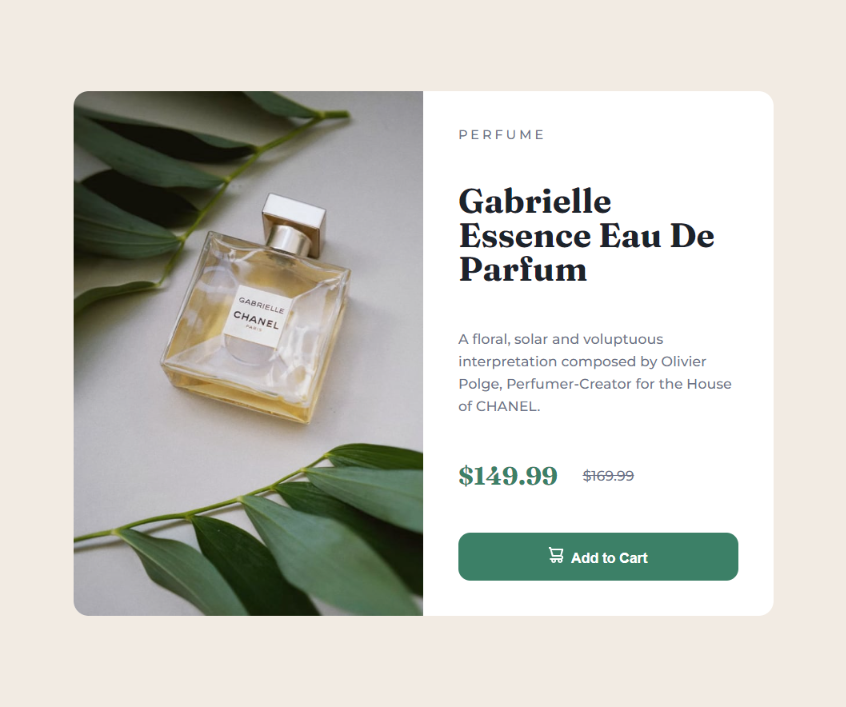 PERFUME
Gabrielle
Essence Eau De
Parfum
A floral, solar and voluptuous
interpretation composed by Olivier
Polge, Perfumer-Creator for the House
of CHANEL.
$149.99 $169.99
Add to Cart
GABRIELLE
CHANEL
PARIS